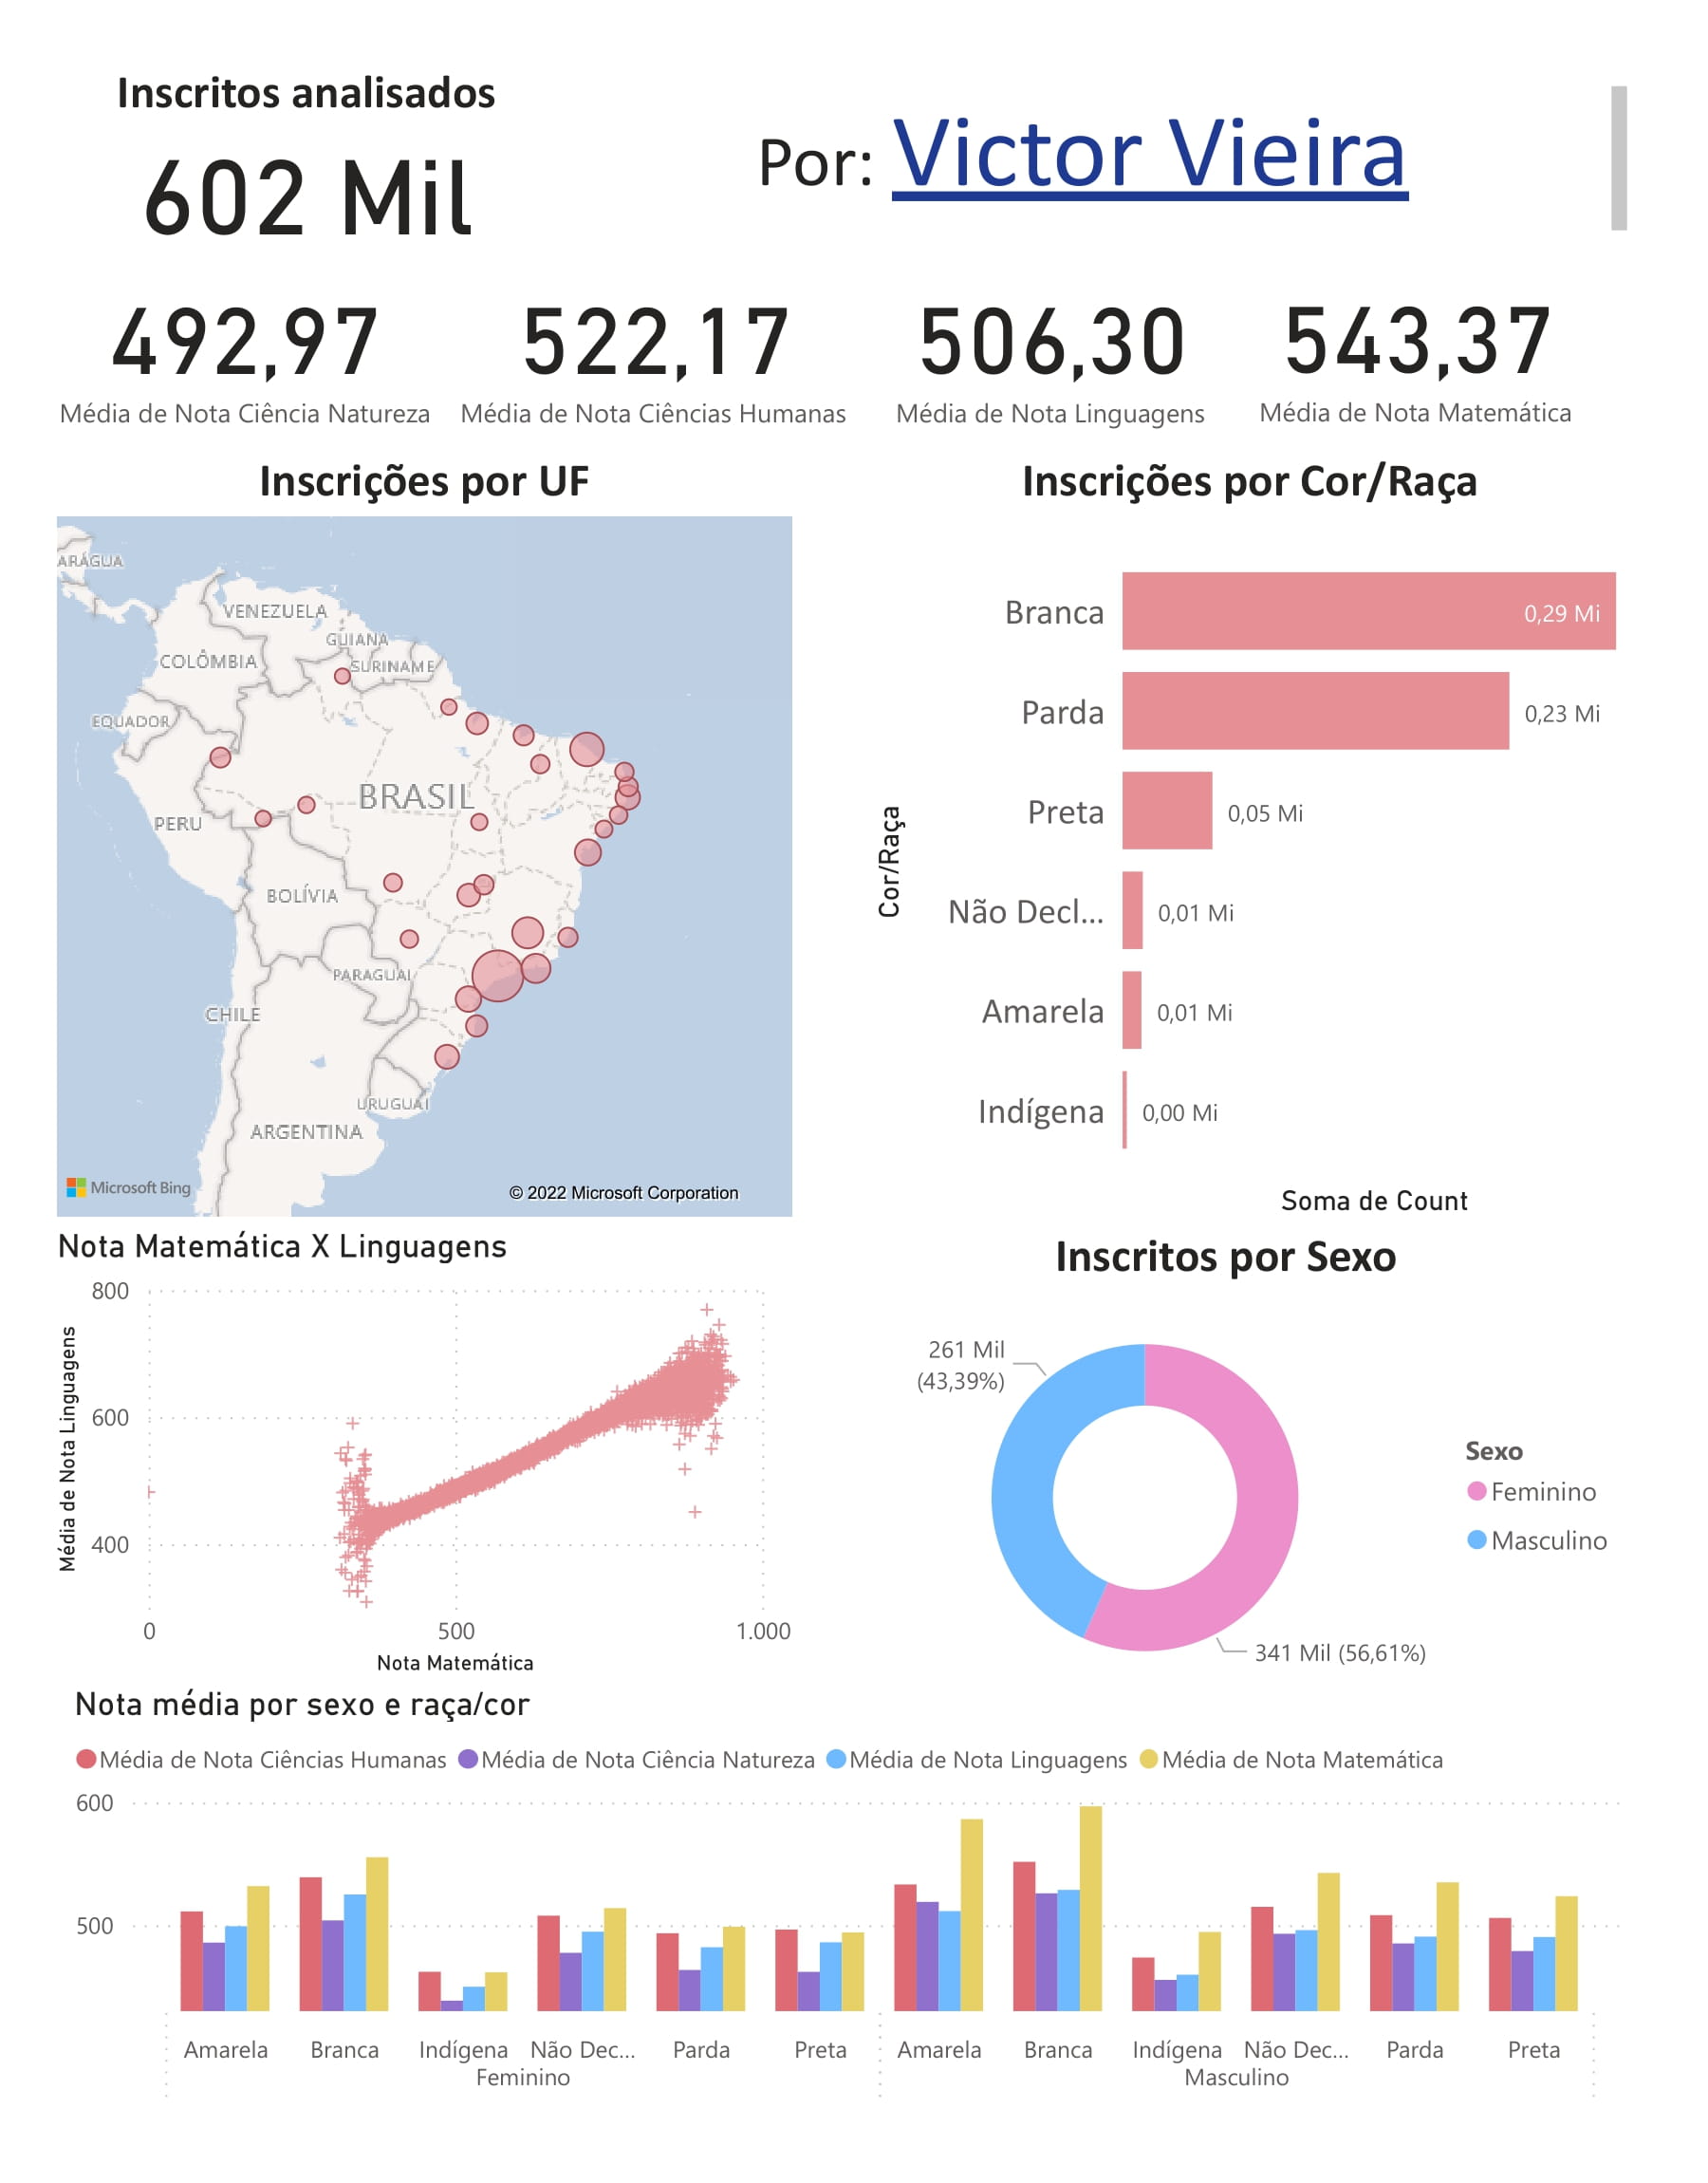 Inscritos analisados
602 Mil
Por: Victor Vieira
492,97
Média de Nota Ciência Natureza
522,17
Média de Nota Ciências Humanas
506,30
Média de Nota Linguagens
543,37
Média de Nota Matemática
Inscrições por UF
ARÁGUA
VENEZUELA
GUIANA
COLÔMBIA
SURINAME
EQUADOR
BRASIL
PERU
BOLÍVIA
PARAGUAI
CHILE
URUGUAI
ARGENTINA
Microsoft Bing
© 2022 Microsoft Corporation
Inscrições por Cor/Raça
Cor/Raça
Branca 0,29 Mi
Parda 0,23 Mi
Preta 0,05 Mi
Não Decl... 0,01 Mi
Amarela 0,01 Mi
Indígena 0,00 Mi
Soma de Count
Nota Matemática X Linguagens
Média de Nota Linguagens
800
600
400
0 500 1.000
Nota Matemática
Inscritos por Sexo
261 Mil
(43,39%)
341 Mil (56,61%)
Sexo
Feminino
Masculino
Nota média por sexo e raça/cor
Média de Nota Ciências Humanas Média de Nota Ciência Natureza Média de Nota Linguagens Média de Nota Matemática
600
500
Amarela Branca Indígena Não Dec... Parda Preta Amarela Branca Indígena Não Dec... Parda Preta
Feminino Masculino